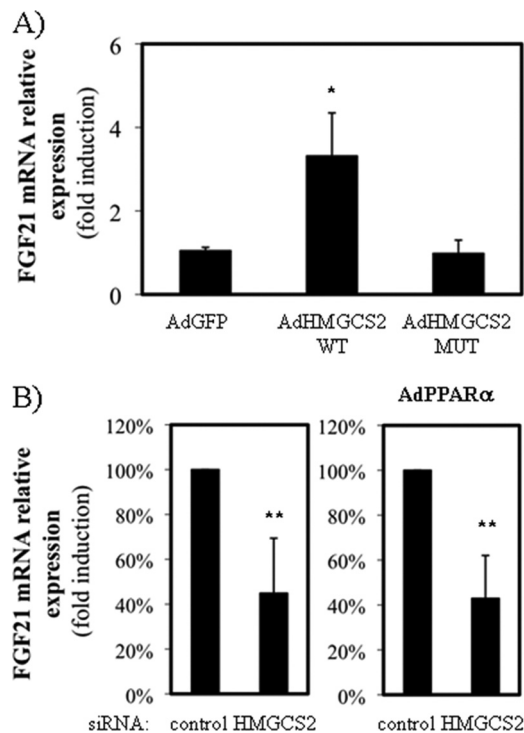 A)
FGF21 mRNA relative
expression
(fold induction)
6
4
2
0
*
AdGFP
AdHMGCS2
WT
AdHMGCS2
MUT
B)
AdPPARα
FGF21 mRNA relative
expression
(fold induction)
120%
100%
80%
60%
40%
20%
0%
**
120%
100%
80%
60%
40%
20%
0%
**
siRNA: control HMGCS2 control HMGCS2